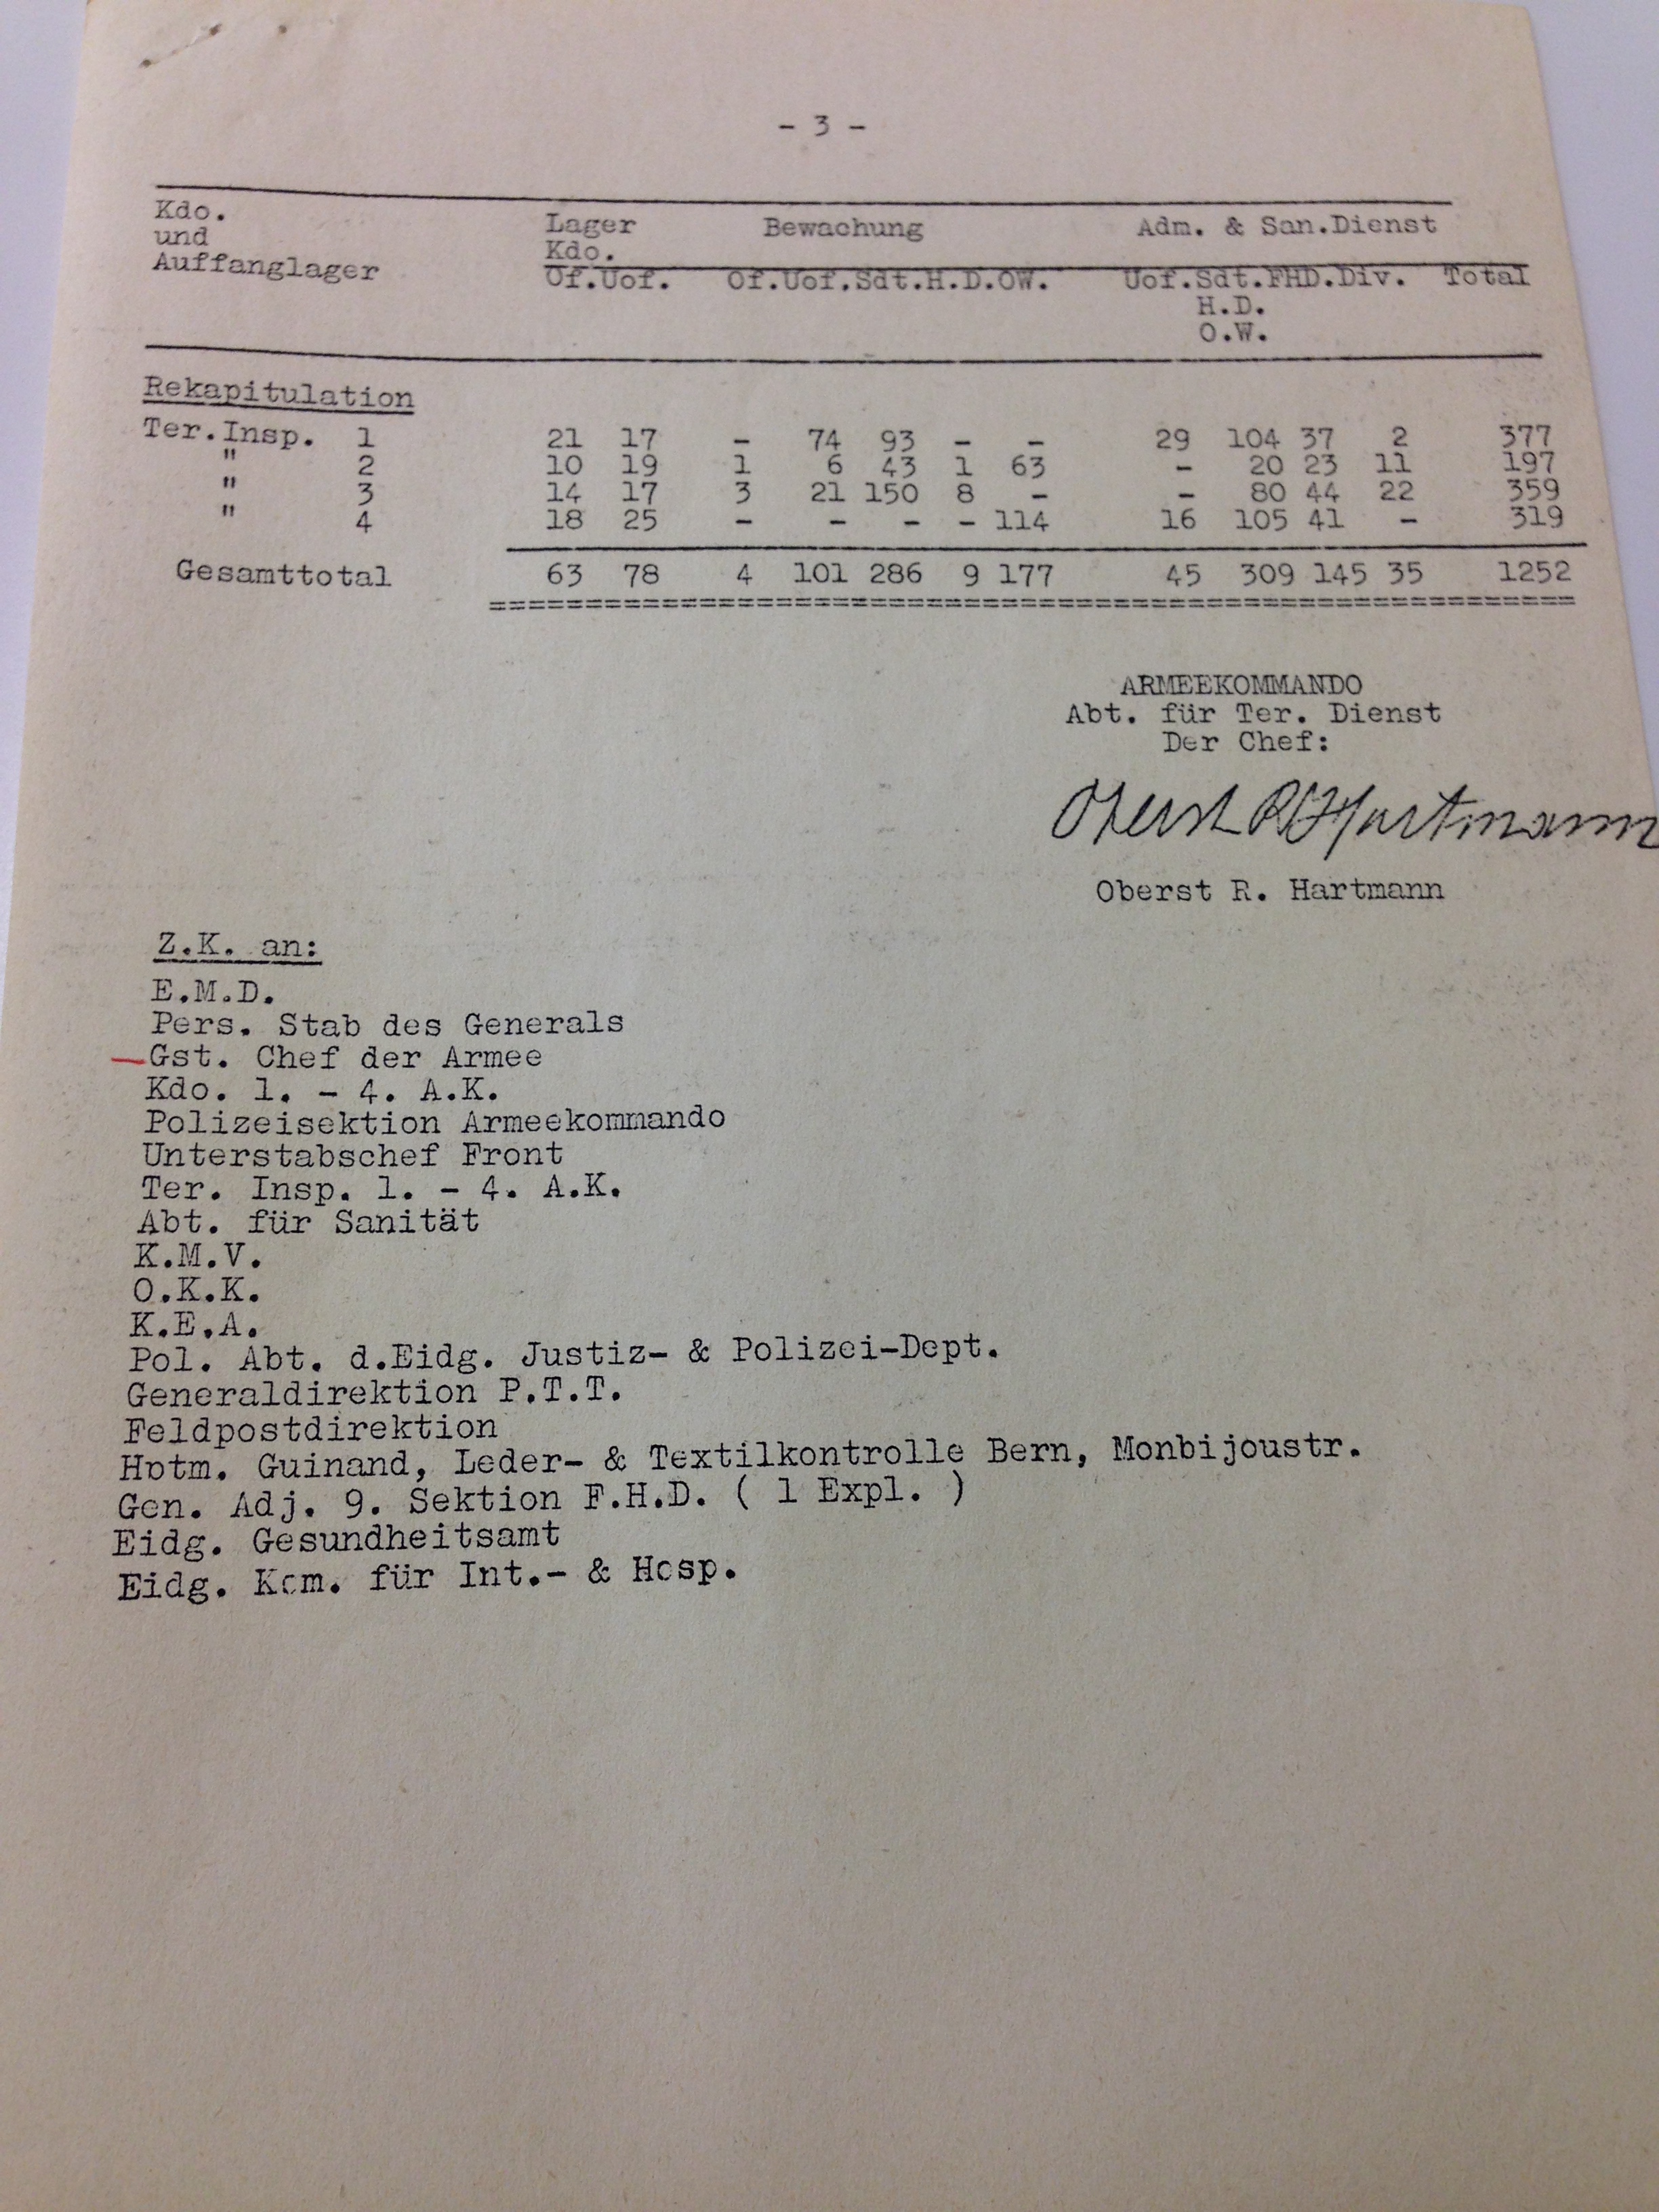 - 3 -
Kdo. Lager Bewachung Adm. & San.Dienst
und Kdo.
Auffanglager Of.Uof. Of.Uof.Sdt.H.D.OW. Uof.Sdt.FHD.Div. Total
H.D.
O.W.
Rekapitulation
Ter.Insp. 1 21 17 - 74 93 - - 29 104 37 2 377
" 2 10 19 1 6 43 1 63 - 20 23 11 197
" 3 14 17 3 21 150 8 - - 80 44 22 359
" 4 18 25 - - - - 114 16 105 41 - 319
Gesamttotal 63 78 4 101 286 9 177 45 309 145 35 1252
==========================================================
ARMEEKOMMANDO
Abt. für Ter. Dienst
Der Chef:
Oberst R Hartmann
Oberst R. Hartmann
Z.K. an:
E.M.D.
Pers. Stab des Generals
Gst. Chef der Armee
Kdo. 1. - 4. A.K.
Polizeisektion Armeekommando
Unterstabschef Front
Ter. Insp. 1. - 4. A.K.
Abt. für Sanität
K.M.V.
O.K.K.
K.E.A.
Pol. Abt. d.Eidg. Justiz- & Polizei-Dept.
Generaldirektion P.T.T.
Feldpostdirektion
Hptm. Guinand, Leder- & Textilkontrolle Bern, Monbijoustr.
Gen. Adj. 9. Sektion F.H.D. ( 1 Expl. )
Eidg. Gesundheitsamt
Eidg. Kom. für Int.- & Hosp.